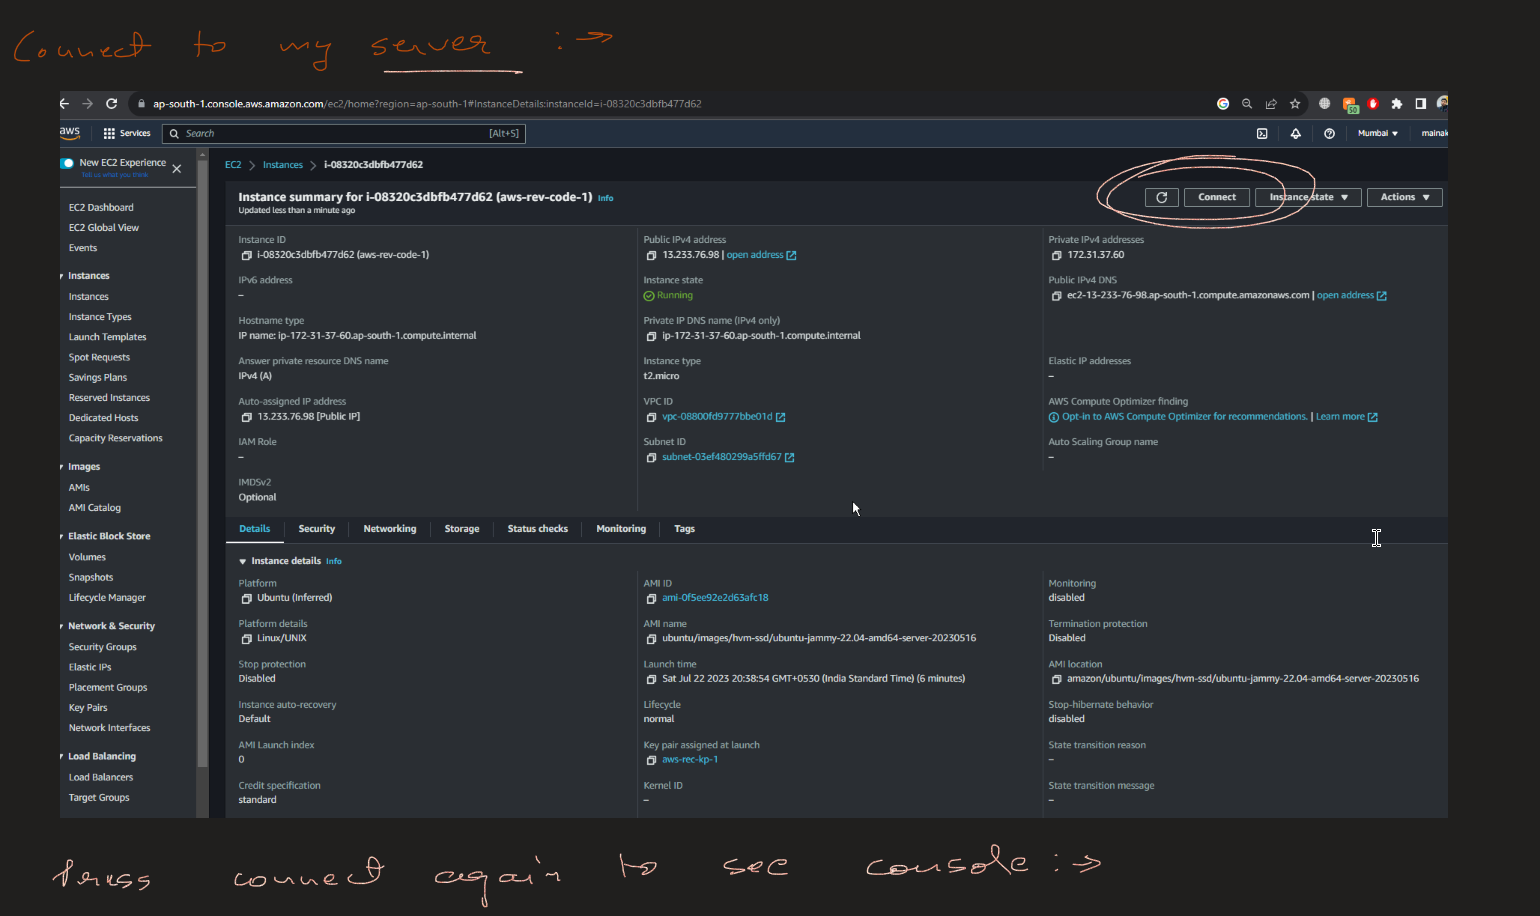 Connect to my server :→
ap-south-1.console.aws.amazon.com/ec2/home?region=ap-south-1#InstanceDetails:instanceId=i-08320c3dbfb477d62
50
aws Services Search [Alt+S] Mumbai ▼ mainak
New EC2 Experience
Tell us what you think
EC2 Dashboard
EC2 Global View
Events
Instances
Instances
Instance Types
Launch Templates
Spot Requests
Savings Plans
Reserved Instances
Dedicated Hosts
Capacity Reservations
Images
AMIs
AMI Catalog
Elastic Block Store
Volumes
Snapshots
Lifecycle Manager
Network & Security
Security Groups
Elastic IPs
Placement Groups
Key Pairs
Network Interfaces
Load Balancing
Load Balancers
Target Groups
EC2 > Instances > i-08320c3dbfb477d62
Instance summary for i-08320c3dbfb477d62 (aws-rev-code-1) Info
Updated less than a minute ago
Connect Instance state ▼ Actions ▼
Instance ID
i-08320c3dbfb477d62 (aws-rev-code-1)
Public IPv4 address
13.233.76.98 | open address
Private IPv4 addresses
172.31.37.60
IPv6 address
–
Instance state
Running
Public IPv4 DNS
ec2-13-233-76-98.ap-south-1.compute.amazonaws.com | open address
Hostname type
IP name: ip-172-31-37-60.ap-south-1.compute.internal
Private IP DNS name (IPv4 only)
ip-172-31-37-60.ap-south-1.compute.internal
Answer private resource DNS name
IPv4 (A)
Instance type
t2.micro
Elastic IP addresses
–
Auto-assigned IP address
13.233.76.98 [Public IP]
VPC ID
vpc-08800fd9777bbe01d
AWS Compute Optimizer finding
Opt-in to AWS Compute Optimizer for recommendations. | Learn more
IAM Role
–
Subnet ID
subnet-03ef480299a5ffd67
Auto Scaling Group name
–
IMDSv2
Optional
Details Security Networking Storage Status checks Monitoring Tags
▼ Instance details Info
Platform
Ubuntu (Inferred)
AMI ID
ami-0f5ee92e2d63afc18
Monitoring
disabled
Platform details
Linux/UNIX
AMI name
ubuntu/images/hvm-ssd/ubuntu-jammy-22.04-amd64-server-20230516
Termination protection
Disabled
Stop protection
Disabled
Launch time
Sat Jul 22 2023 20:38:54 GMT+0530 (India Standard Time) (6 minutes)
AMI location
amazon/ubuntu/images/hvm-ssd/ubuntu-jammy-22.04-amd64-server-20230516
Instance auto-recovery
Default
Lifecycle
normal
Stop-hibernate behavior
disabled
AMI Launch index
0
Key pair assigned at launch
aws-rec-kp-1
State transition reason
–
Credit specification
standard
Kernel ID
–
State transition message
–
Press connect again to see console :→